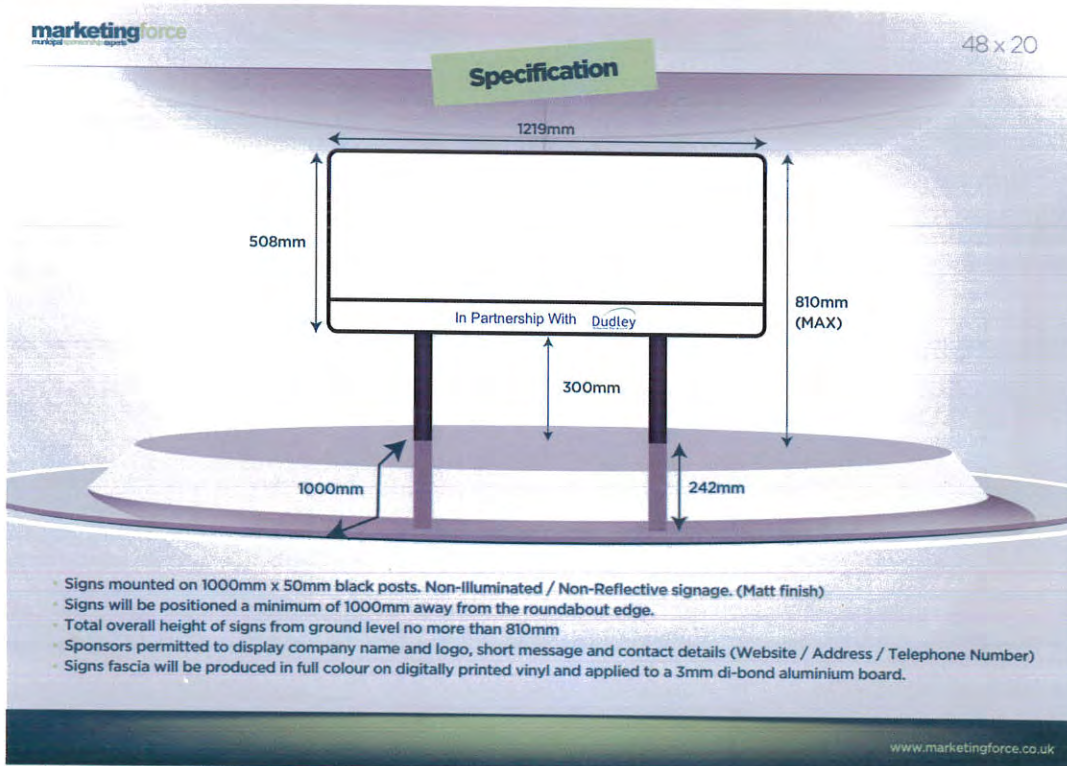 marketingforce
municipal sponsorship experts
48 x 20
Specification
1219mm
508mm
810mm
(MAX)
In Partnership With Dudley
300mm
1000mm
242mm
Signs mounted on 1000mm x 50mm black posts. Non-Illuminated / Non-Reflective signage. (Matt finish)
Signs will be positioned a minimum of 1000mm away from the roundabout edge.
Total overall height of signs from ground level no more than 810mm
Sponsors permitted to display company name and logo, short message and contact details (Website / Address / Telephone Number)
Signs fascia will be produced in full colour on digitally printed vinyl and applied to a 3mm di-bond aluminium board.
www.marketingforce.co.uk